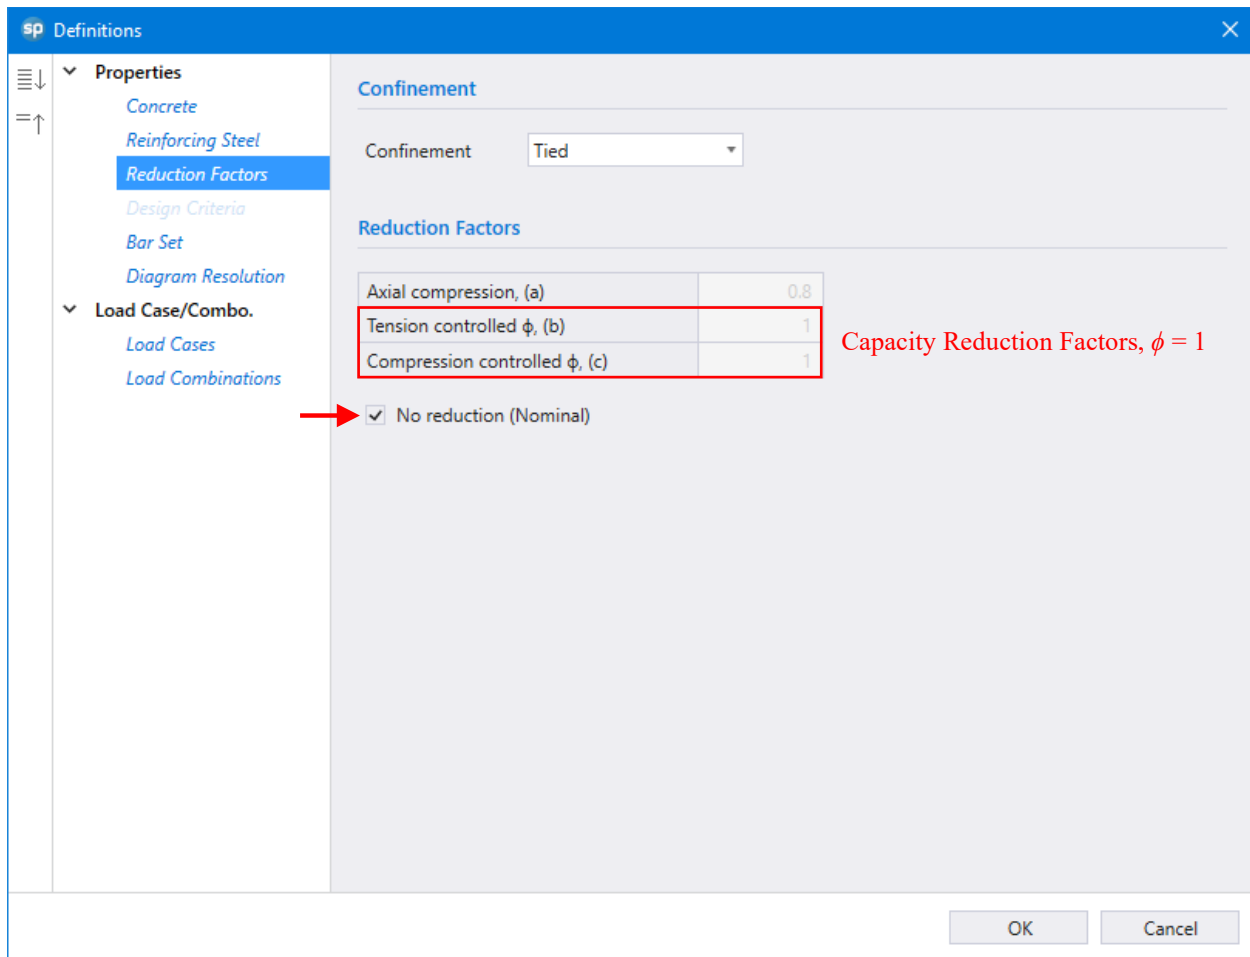 sp Definitions
Properties
Concrete
Reinforcing Steel
Reduction Factors
Design Criteria
Bar Set
Diagram Resolution
Load Case/Combo.
Load Cases
Load Combinations
Confinement
Confinement Tied
Reduction Factors
Axial compression, (a) 0.8
Tension controlled ϕ, (b) 1
Compression controlled ϕ, (c) 1
Capacity Reduction Factors, ϕ = 1
No reduction (Nominal)
OK Cancel